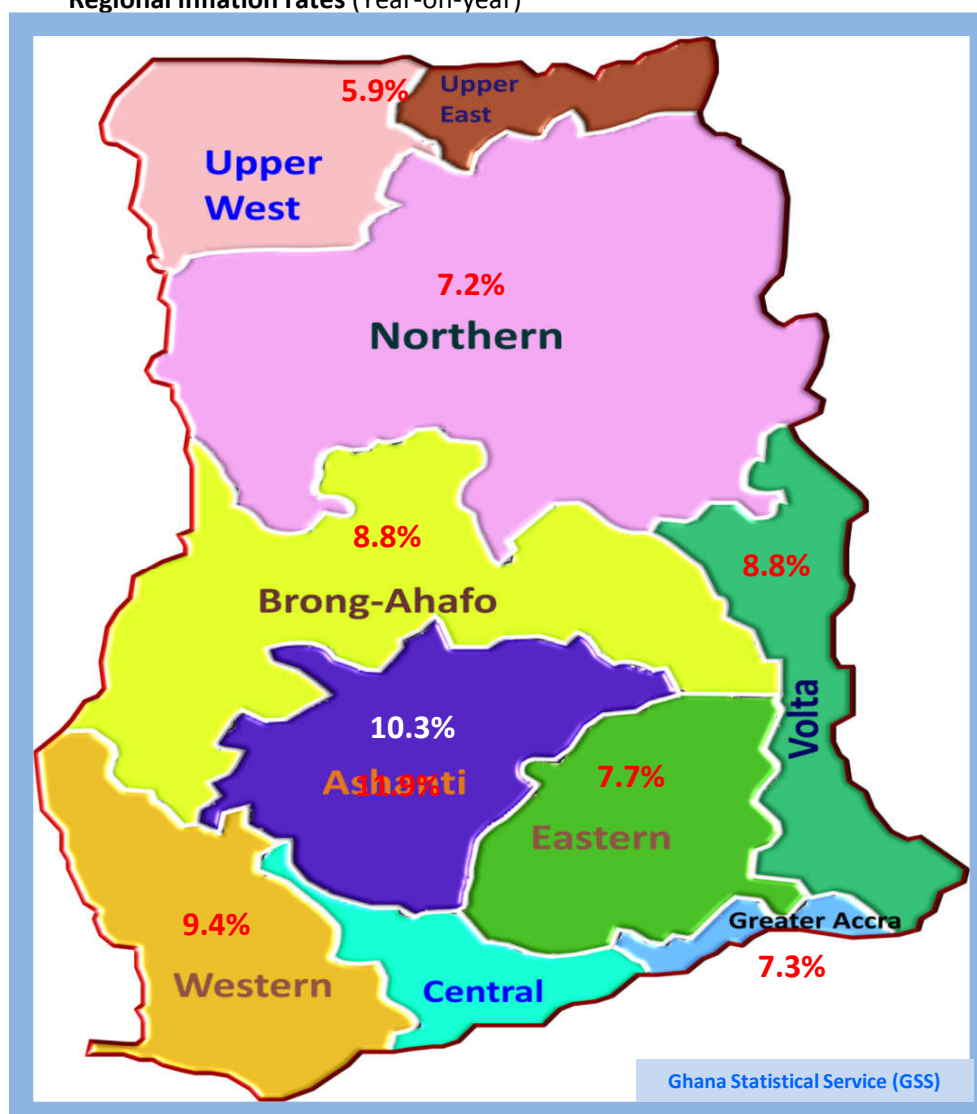 Regional inflation rates (Year-on-year)
5.9%
Upper
East
Upper
West
7.2%
Northern
8.8%
8.8%
Brong-Ahafo
Volta
10.3%
7.7%
Ashanti
11.9%
Eastern
9.4%
Greater Accra
7.3%
Western
Central
Ghana Statistical Service (GSS)